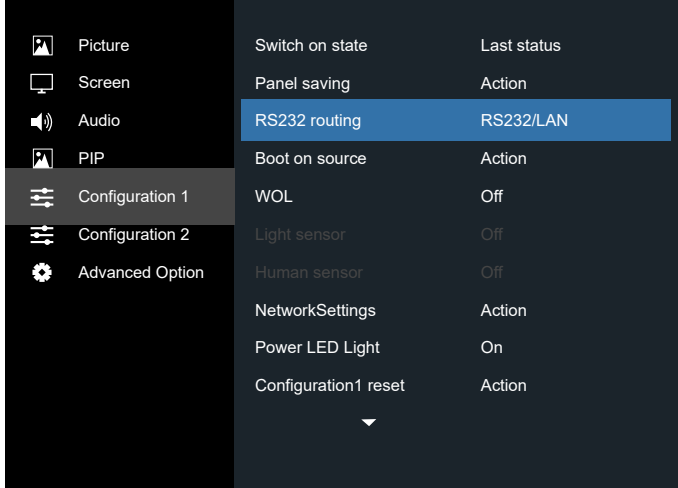 Picture
Screen
Audio
PIP
Configuration 1
Configuration 2
Advanced Option
Switch on state Last status
Panel saving Action
RS232 routing RS232/LAN
Boot on source Action
WOL Off
Light sensor Off
Human sensor Off
NetworkSettings Action
Power LED Light On
Configuration1 reset Action